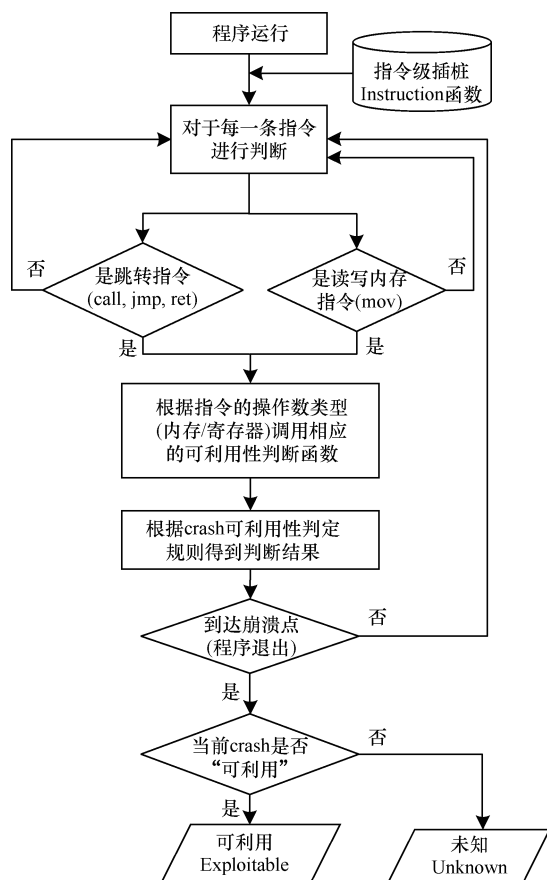 程序运行
指令级插桩
Instruction函数
对于每一条指令
进行判断
否
是跳转指令
(call, jmp, ret)
是读写内存
指令(mov)
否
是
是
根据指令的操作数类型
(内存/寄存器)调用相应
的可利用性判断函数
根据crash可利用性判定
规则得到判断结果
到达崩溃点
(程序退出)
否
是
当前crash是否
“可利用”
否
是
可利用
Exploitable
未知
Unknown